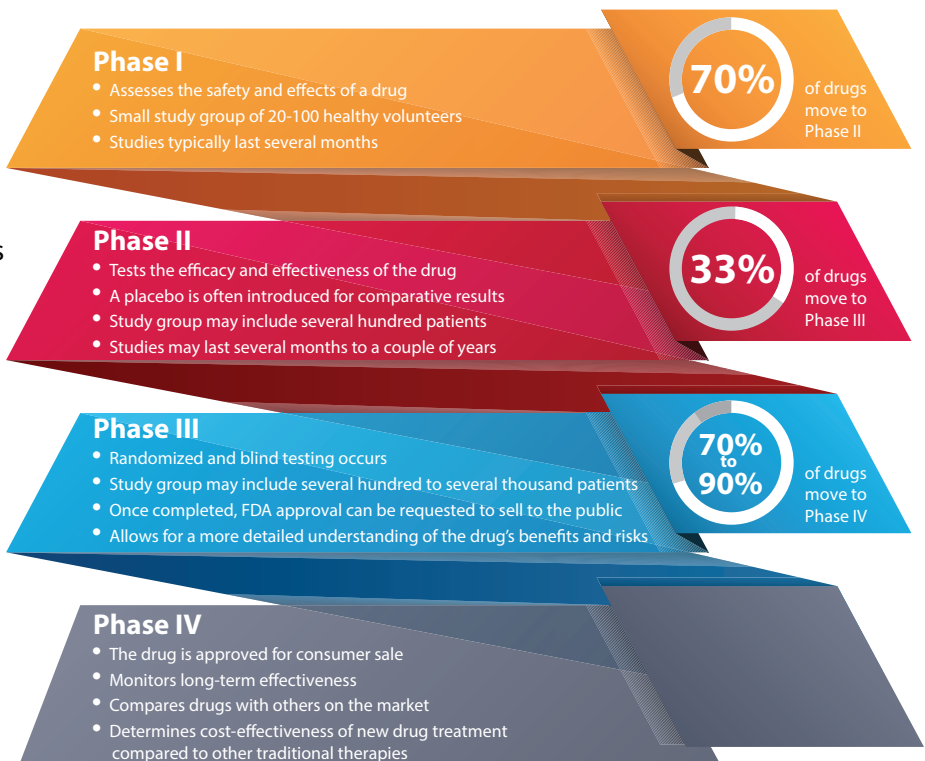 Phase I
• Assesses the safety and effects of a drug
• Small study group of 20-100 healthy volunteers
• Studies typically last several months
70%
of drugs
move to
Phase II
s
Phase II
• Tests the efficacy and effectiveness of the drug
• A placebo is often introduced for comparative results
• Study group may include several hundred patients
• Studies may last several months to a couple of years
33%
of drugs
move to
Phase III
Phase III
• Randomized and blind testing occurs
• Study group may include several hundred to several thousand patients
• Once completed, FDA approval can be requested to sell to the public
• Allows for a more detailed understanding of the drug’s benefits and risks
70%
to
90%
of drugs
move to
Phase IV
Phase IV
• The drug is approved for consumer sale
• Monitors long-term effectiveness
• Compares drugs with others on the market
• Determines cost-effectiveness of new drug treatment
compared to other traditional therapies